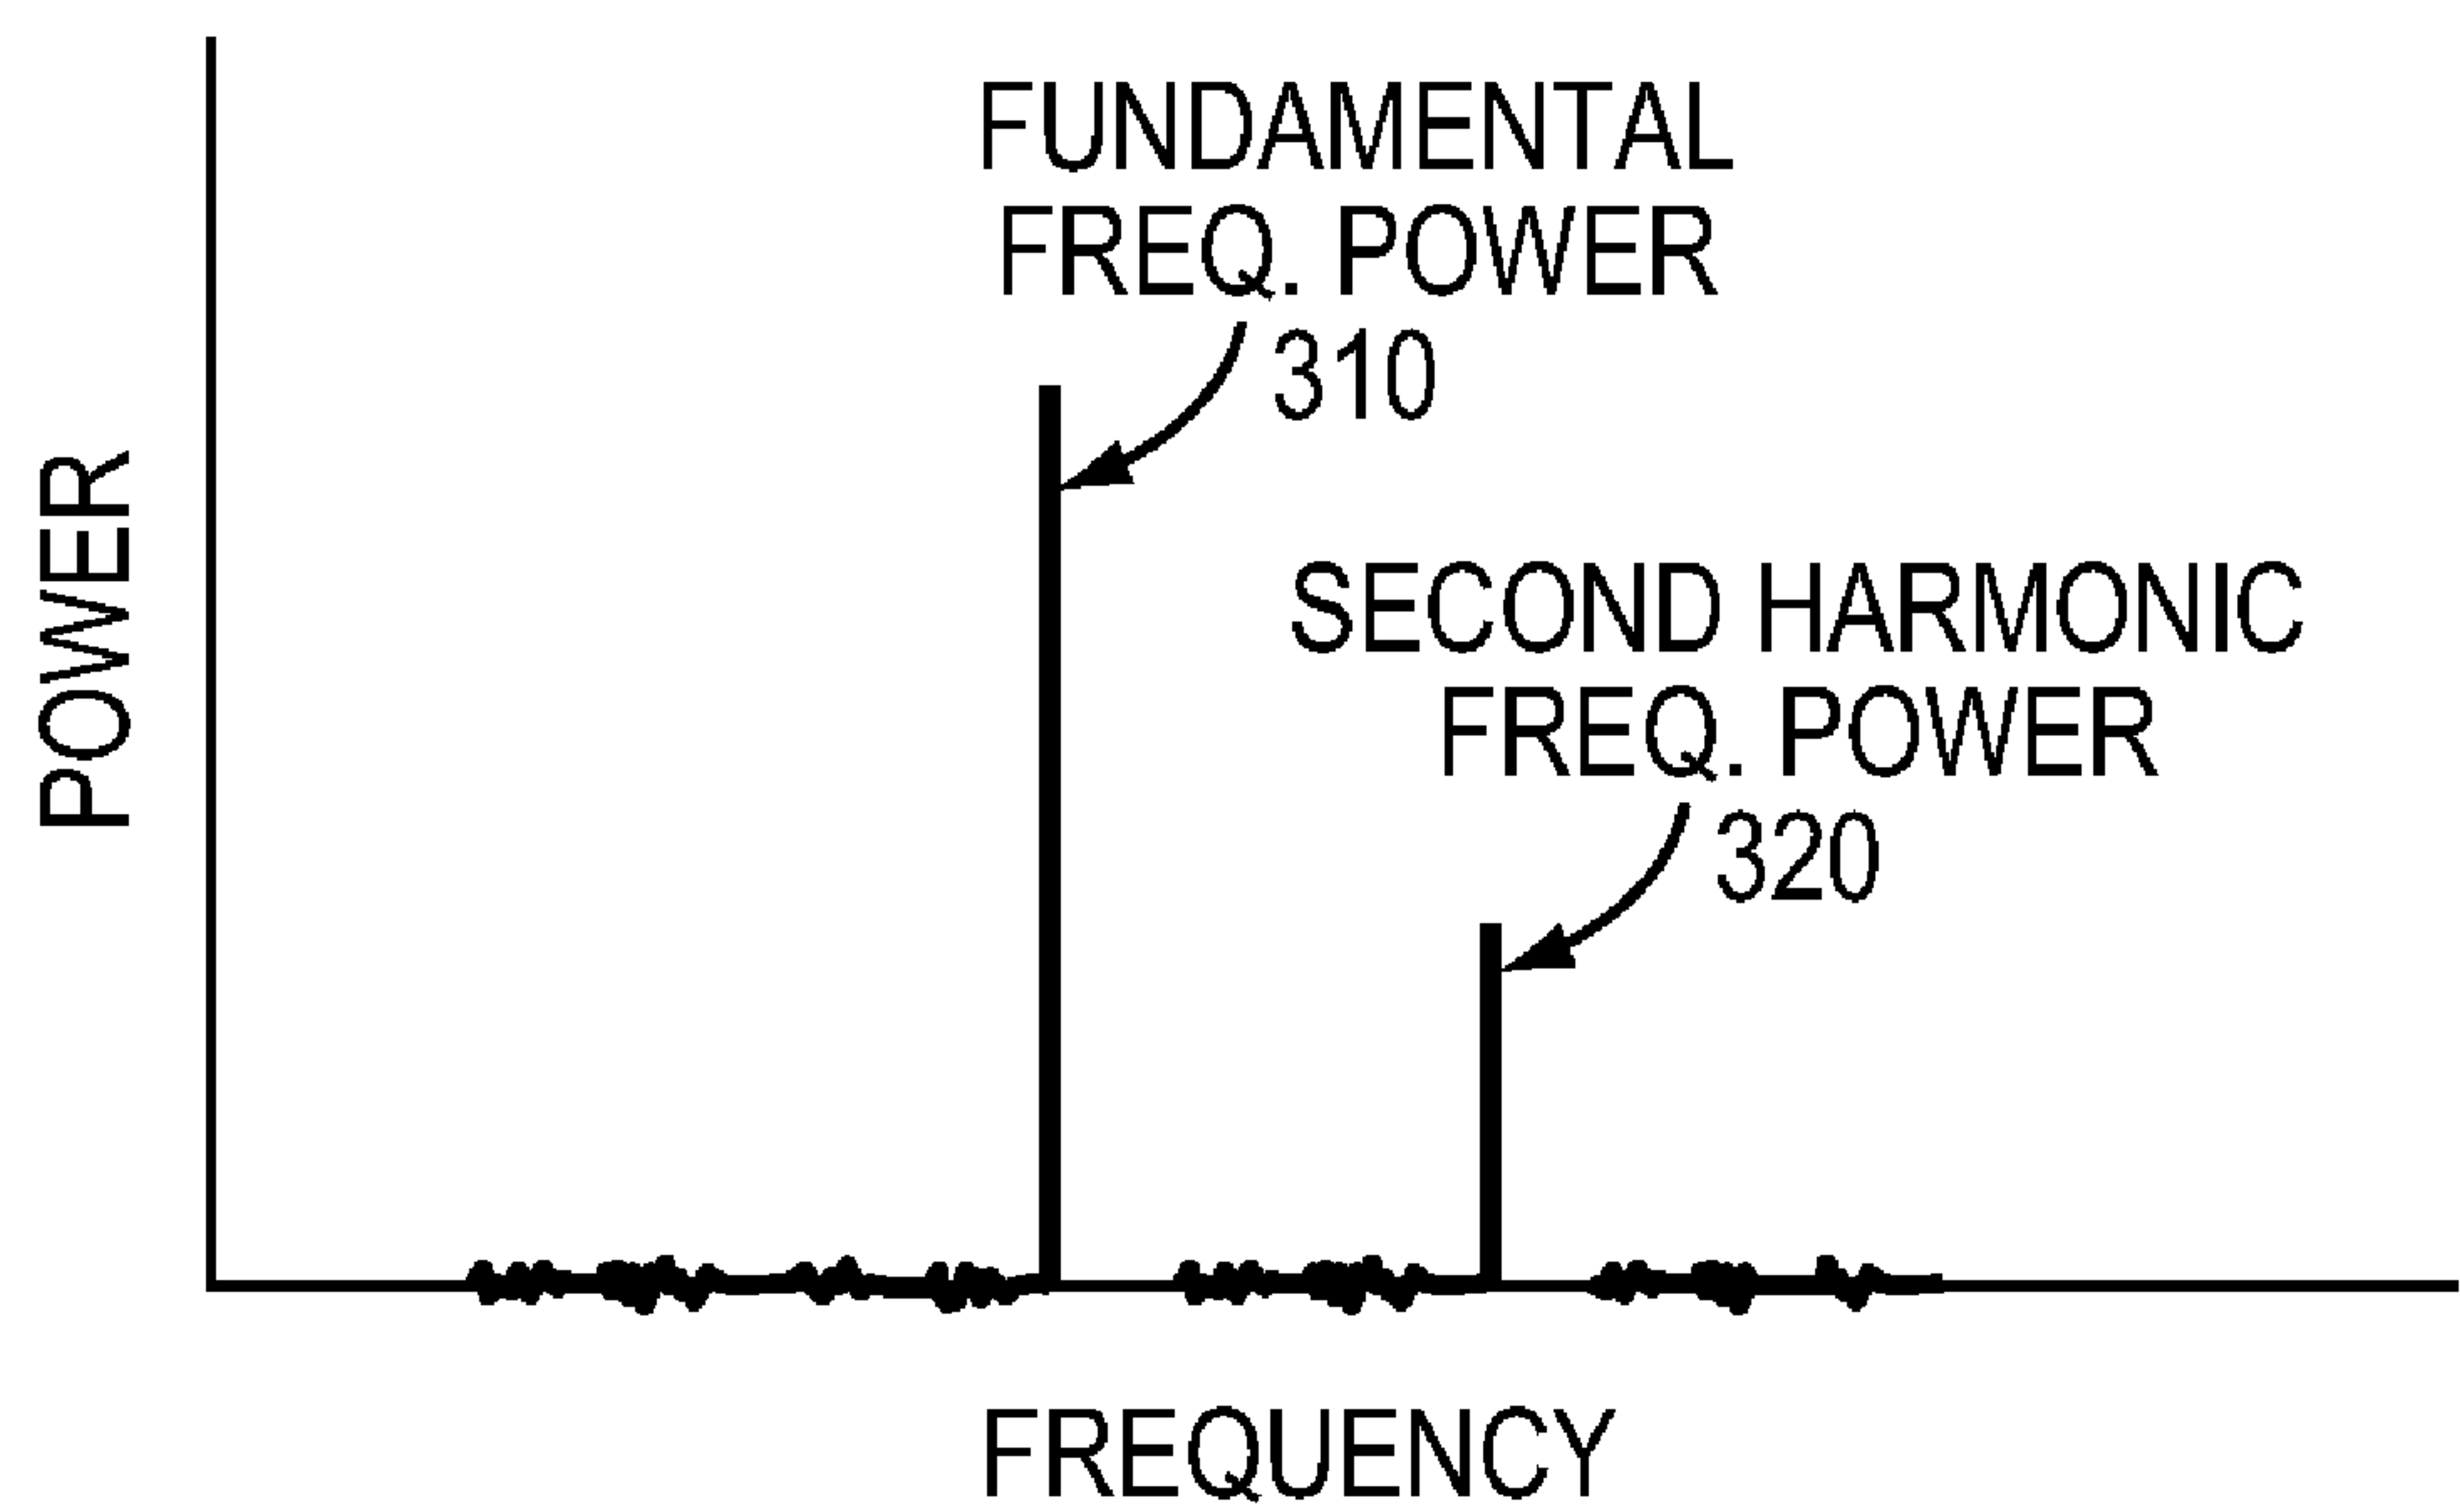 FUNDAMENTAL
FREQ. POWER
310
SECOND HARMONIC
FREQ. POWER
320
POWER
FREQUENCY